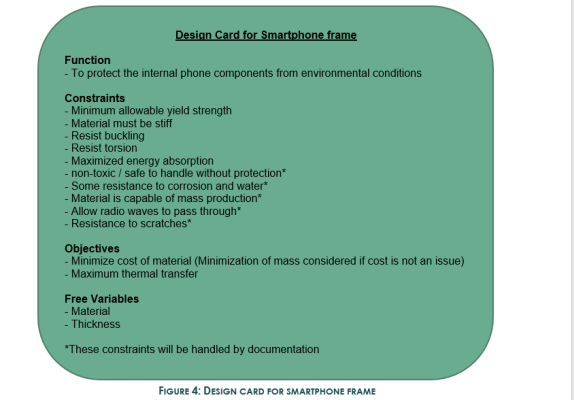 Design Card for Smartphone frame
Function
- To protect the internal phone components from environmental conditions
Constraints
- Minimum allowable yield strength
- Material must be stiff
- Resist buckling
- Resist torsion
- Maximized energy absorption
- non-toxic / safe to handle without protection*
- Some resistance to corrosion and water*
- Material is capable of mass production*
- Allow radio waves to pass through*
- Resistance to scratches*
Objectives
- Minimize cost of material (Minimization of mass considered if cost is not an issue)
- Maximum thermal transfer
Free Variables
- Material
- Thickness
*These constraints will be handled by documentation
FIGURE 4: DESIGN CARD FOR SMARTPHONE FRAME